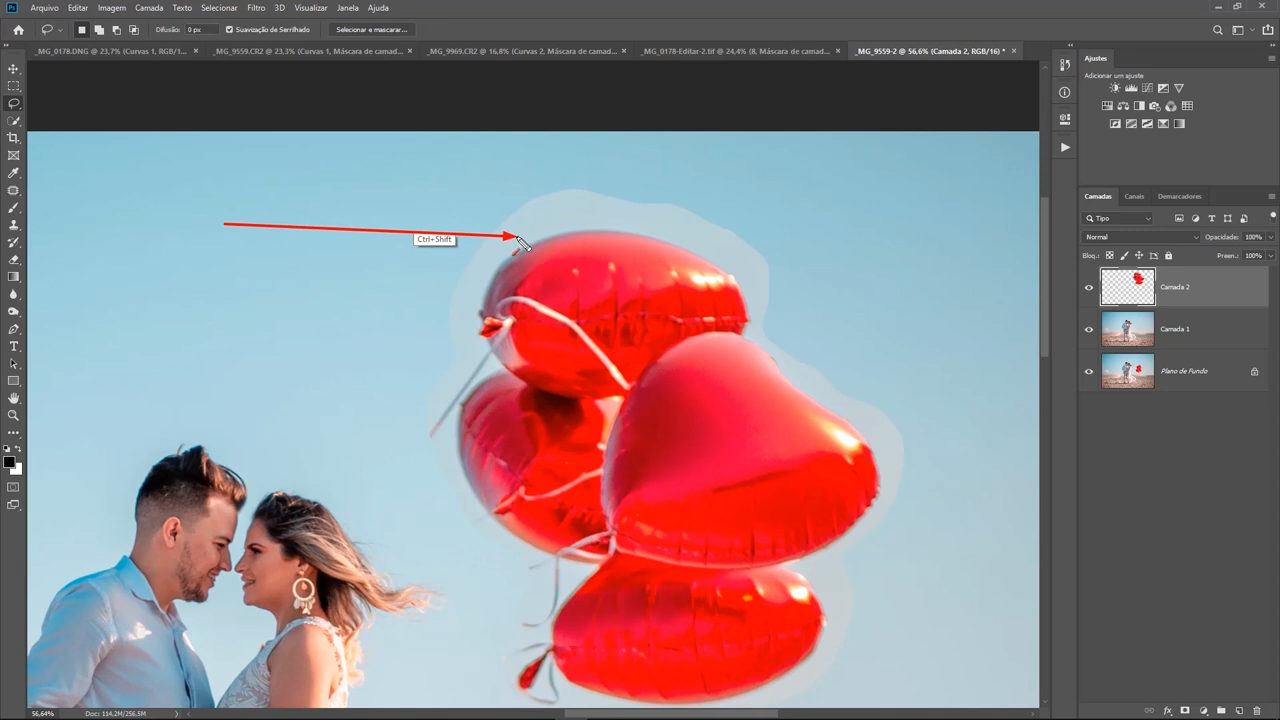 Ps Arquivo Editar Imagem Camada Texto Selecionar Filtro 3D Visualizar Janela Ajuda
Difusão: 0 px Suavização de Serrilhado Selecionar e mascarar...
_MG_0178.DNG @ 23,7% (Curvas 1, RGB/1... × _MG_9559.CR2 @ 23,3% (Curvas 1, Máscara de camad... × _MG_9969.CR2 @ 16,8% (Curvas 2, Máscara de camad... × _MG_0178-Editar-2.tif @ 24,4% (8, Máscara de camad... × _MG_9559-2 @ 56,6% (Camada 2, RGB/16) * ×
Ajustes
Adicionar um ajuste
Camadas Canais Demarcadores
Tipo
Normal Opacidade: 100%
Bloq.: Preen.: 100%
Camada 2
Camada 1
Plano de Fundo
Ctrl+Shift
56,64% Doc: 114,2M/256,5M